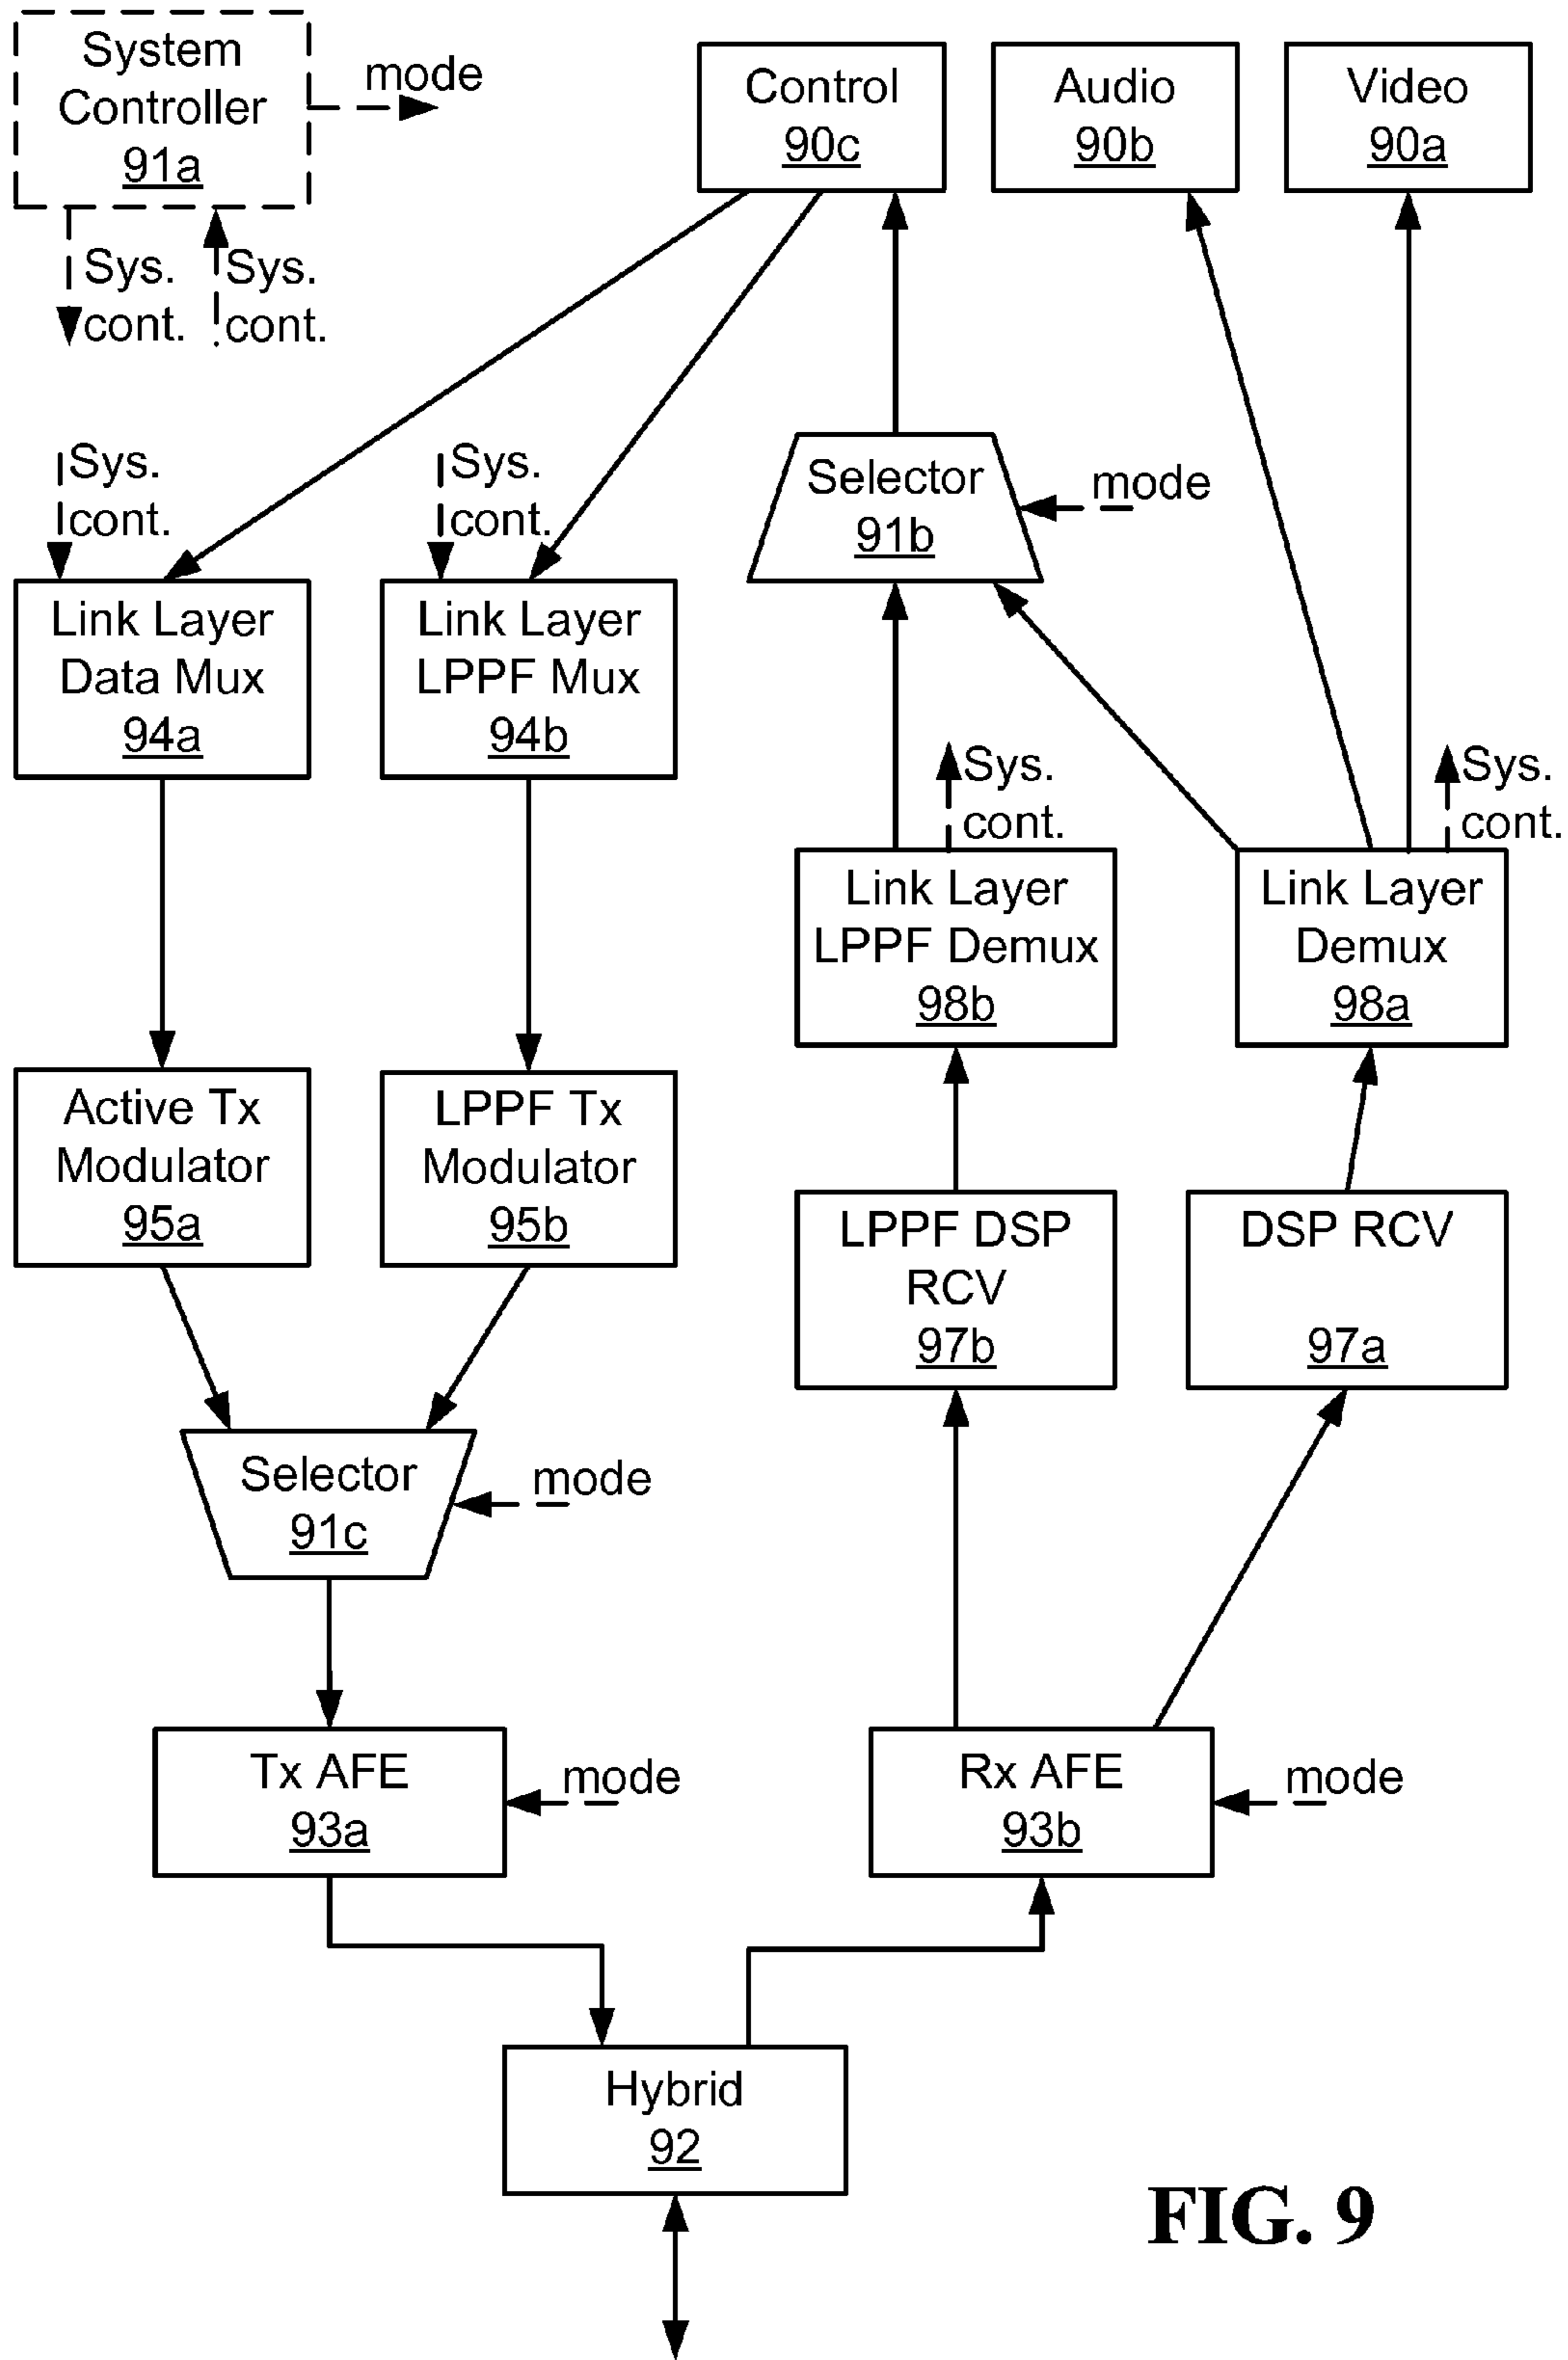 System
Controller
91a
mode
Sys.
cont.
Sys.
cont.
Control
90c
Audio
90b
Video
90a
Sys.
cont.
Sys.
cont.
Selector
91b
mode
Link Layer
Data Mux
94a
Link Layer
LPPF Mux
94b
Sys.
cont.
Sys.
cont.
Link Layer
LPPF Demux
98b
Link Layer
Demux
98a
Active Tx
Modulator
95a
LPPF Tx
Modulator
95b
LPPF DSP
RCV
97b
DSP RCV
97a
Selector
91c
mode
Tx AFE
93a
mode
Rx AFE
93b
mode
Hybrid
92
FIG. 9